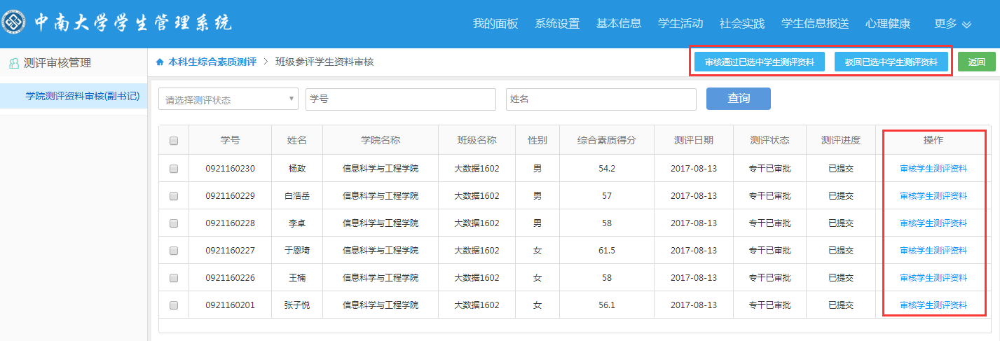 中南大学学生管理系统
我的面板 系统设置 基本信息 学生活动 社会实践 学生信息报送 心理健康 更多
测评审核管理
本科生综合素质测评 > 班级参评学生资料审核
审核通过已选中学生测评资料 驳回已选中学生测评资料 返回
学院测评资料审核(副书记)
请选择测评状态 学号 姓名 查询
学号 姓名 学院名称 班级名称 性别 综合素质得分 测评日期 测评状态 测评进度 操作
0921160230 杨政 信息科学与工程学院 大数据1602 男 54.2 2017-08-13 专干已审批 已提交 审核学生测评资料
0921160229 白浩岳 信息科学与工程学院 大数据1602 男 57 2017-08-13 专干已审批 已提交 审核学生测评资料
0921160228 李卓 信息科学与工程学院 大数据1602 男 58 2017-08-13 专干已审批 已提交 审核学生测评资料
0921160227 于恩琦 信息科学与工程学院 大数据1602 女 61.5 2017-08-13 专干已审批 已提交 审核学生测评资料
0921160226 王楠 信息科学与工程学院 大数据1602 女 58 2017-08-13 专干已审批 已提交 审核学生测评资料
0921160201 张子悦 信息科学与工程学院 大数据1602 女 56.1 2017-08-13 专干已审批 已提交 审核学生测评资料